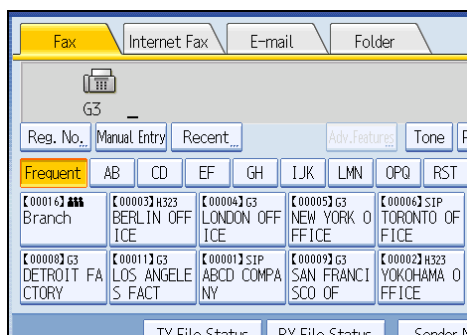 Fax Internet Fax E-mail Folder
G3 _
Reg. No. Manual Entry Recent Adv.Features Tone
Frequent AB CD EF GH IJK LMN OPQ RST
【00016】 【00003】H323 【00004】G3 【00005】G3 【00006】SIP
Branch BERLIN OFF LONDON OFF NEW YORK O TORONTO OF
ICE ICE FFICE FICE
【00008】G3 【00011】G3 【00001】SIP 【00009】G3 【00002】H323
DETROIT FA LOS ANGELE ABCD COMPA SAN FRANCI YOKOHAMA O
CTORY S FACT NY SCO OF FFICE
TX File Status RX File Status Sender